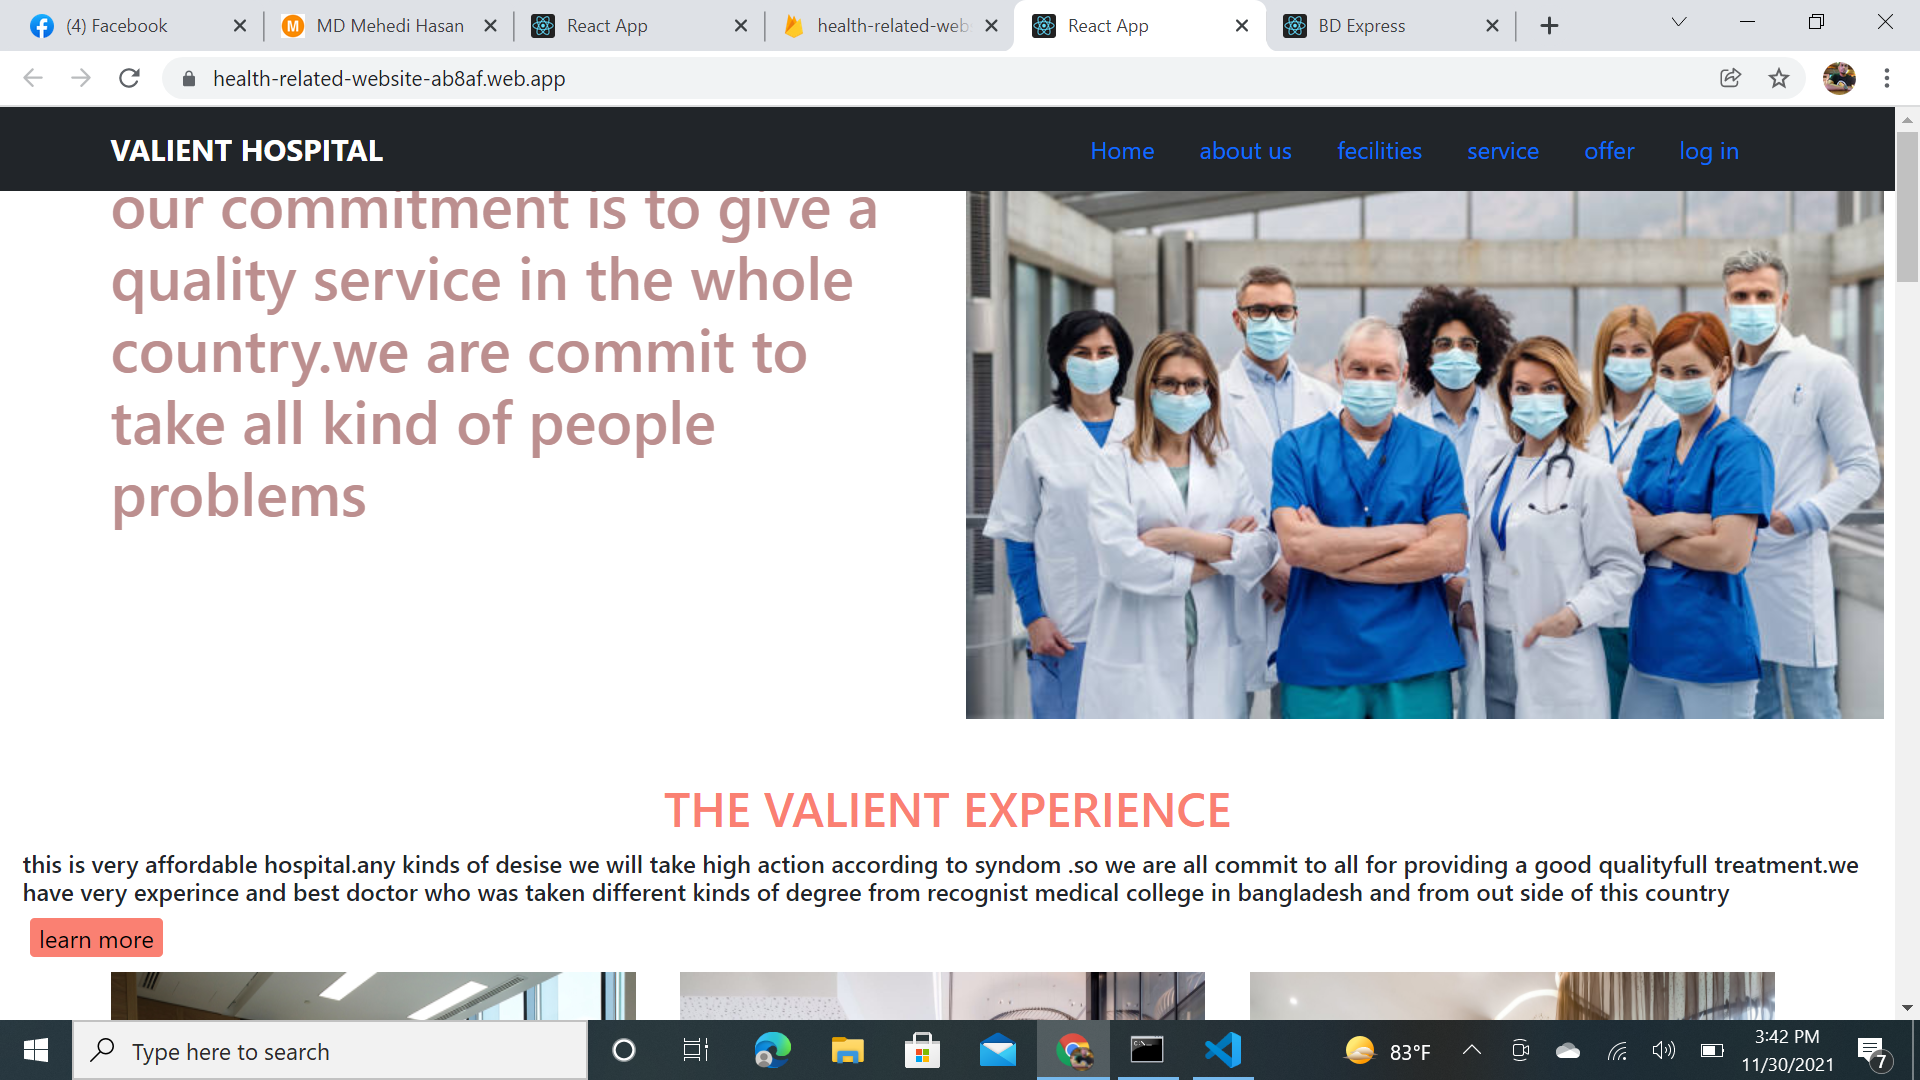 (4) Facebook
MD Mehedi Hasan
React App
health-related-web
React App
BD Express
health-related-website-ab8af.web.app
VALIENT HOSPITAL
Home
about us
fecilities
service
offer
log in
our commitment is to give a
quality service in the whole
country.we are commit to
take all kind of people
problems
THE VALIENT EXPERIENCE
this is very affordable hospital.any kinds of desise we will take high action according to syndom .so we are all commit to all for providing a good qualityfull treatment.we
have very experince and best doctor who was taken different kinds of degree from recognist medical college in bangladesh and from out side of this country
learn more
Type here to search
83°F
3:42 PM
11/30/2021
7